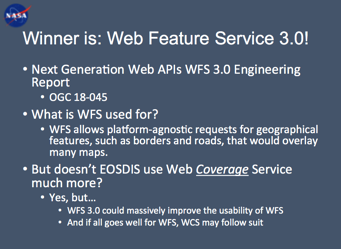 NASA
Winner is: Web Feature Service 3.0!
• Next Generation Web APIs WFS 3.0 Engineering
Report
• OGC 18-045
• What is WFS used for?
• WFS allows platform-agnostic requests for geographical
features, such as borders and roads, that would overlay
many maps.
• But doesn't EOSDIS use Web Coverage Service
much more?
• Yes, but...
• WFS 3.0 could massively improve the usability of WFS
• And if all goes well for WFS, WCS may follow suit